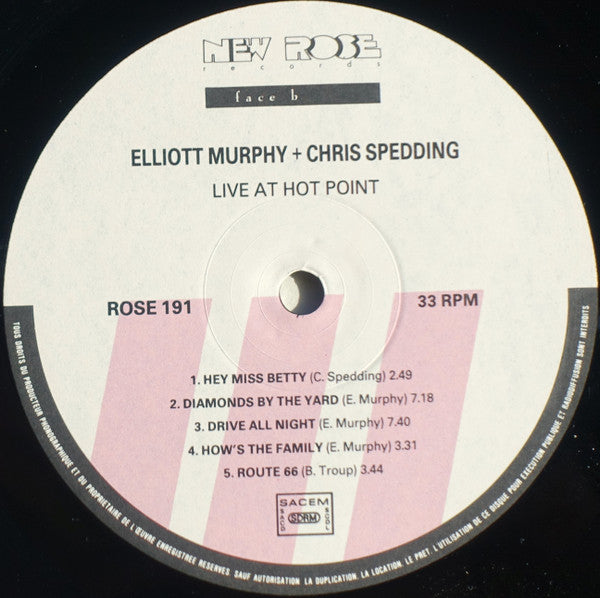 NEW ROSE
records
face b
ELLIOTT MURPHY + CHRIS SPEDDING
LIVE AT HOT POINT
ROSE 191
33 RPM
1. HEY MISS BETTY (C. Spedding) 2.49
2. DIAMONDS BY THE YARD (E. Murphy) 7.18
3. DRIVE ALL NIGHT (E. Murphy) 7.40
4. HOW'S THE FAMILY (E. Murphy) 3.31
5. ROUTE 66 (B. Troup) 3.44
SACEM
SACD
SDRM
SCDL
TOUS DROITS DU PRODUCTEUR PHONOGRAPHIQUE ET DU PROPRIETAIRE DE L'ŒUVRE ENREGISTREE RESERVES. SAUF AUTORISATION LA DUPLICATION, LA LOCATION, LE PRET, L'UTILISATION DE CE DISQUE POUR EXECUTION PUBLIQUE ET RADIODIFFUSION SONT INTERDITS